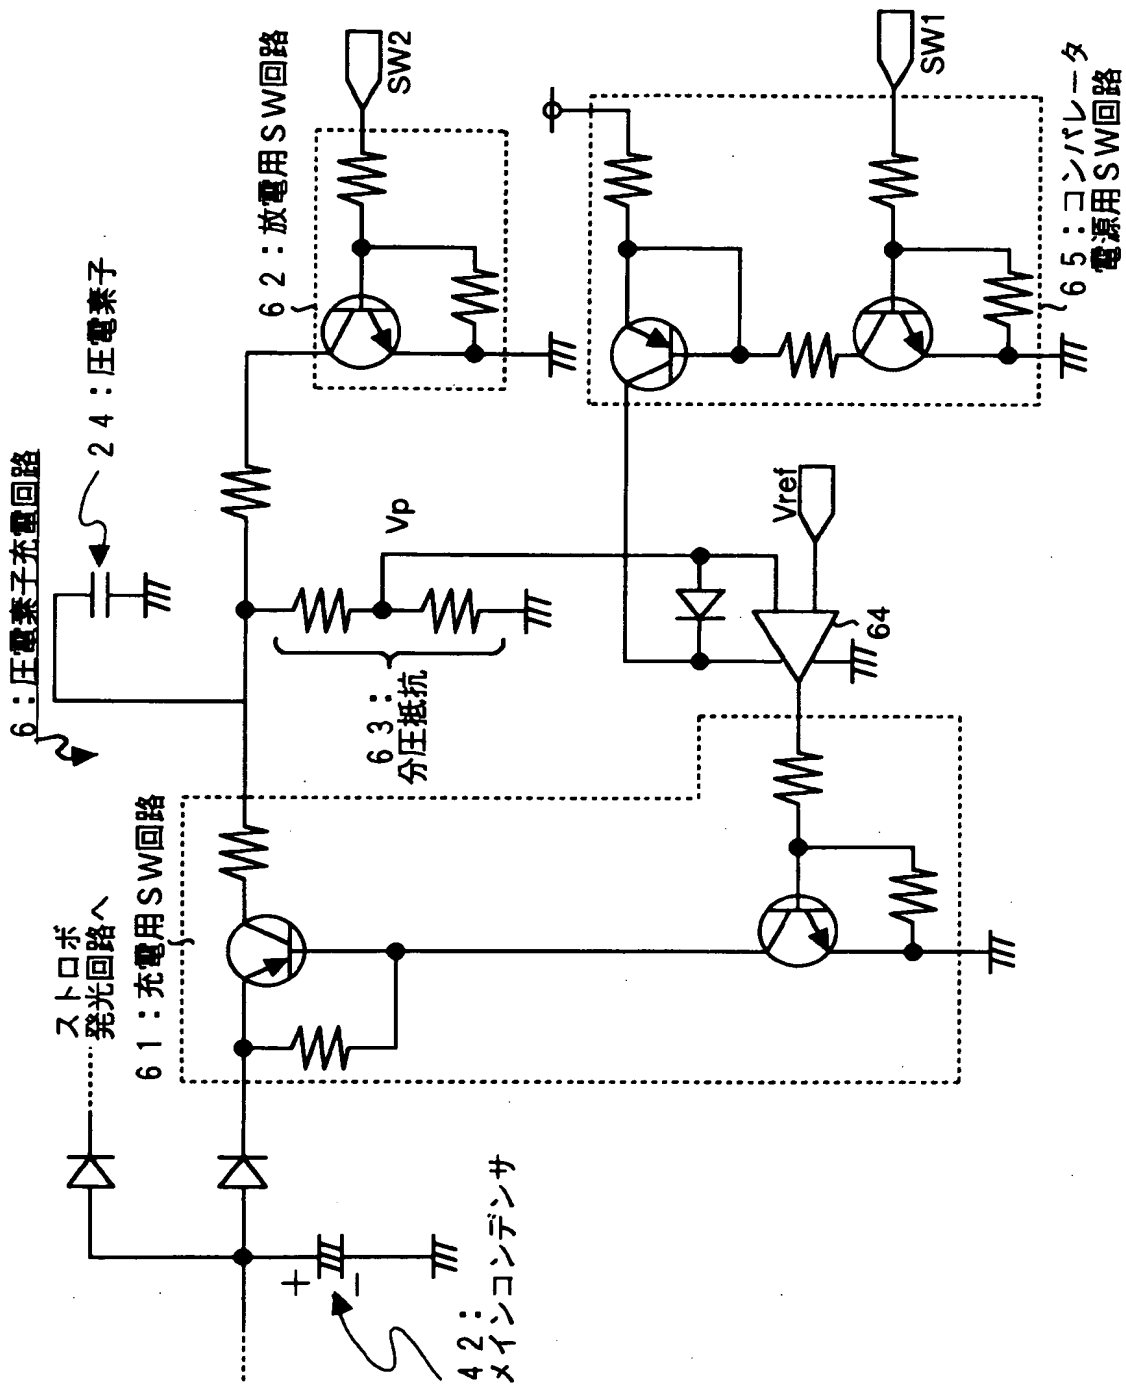 6：圧電素子充電回路
24：圧電素子
62：放電用SW回路
SW2
ストロボ
発光回路へ
61：充電用SW回路
63：
分圧抵抗
Vp
Vref
64
SW1
65：コンパレータ
電源用SW回路
+
−
42：
メインコンデンサ